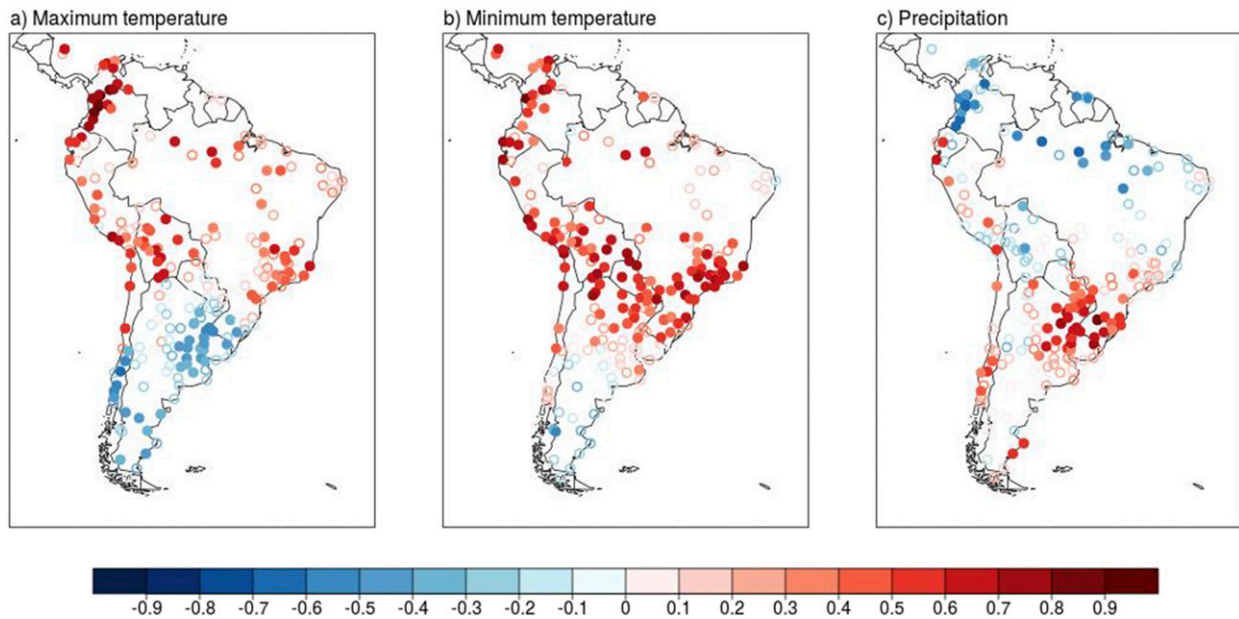 a) Maximum temperature
b) Minimum temperature
c) Precipitation
-0.9 -0.8 -0.7 -0.6 -0.5 -0.4 -0.3 -0.2 -0.1 0 0.1 0.2 0.3 0.4 0.5 0.6 0.7 0.8 0.9